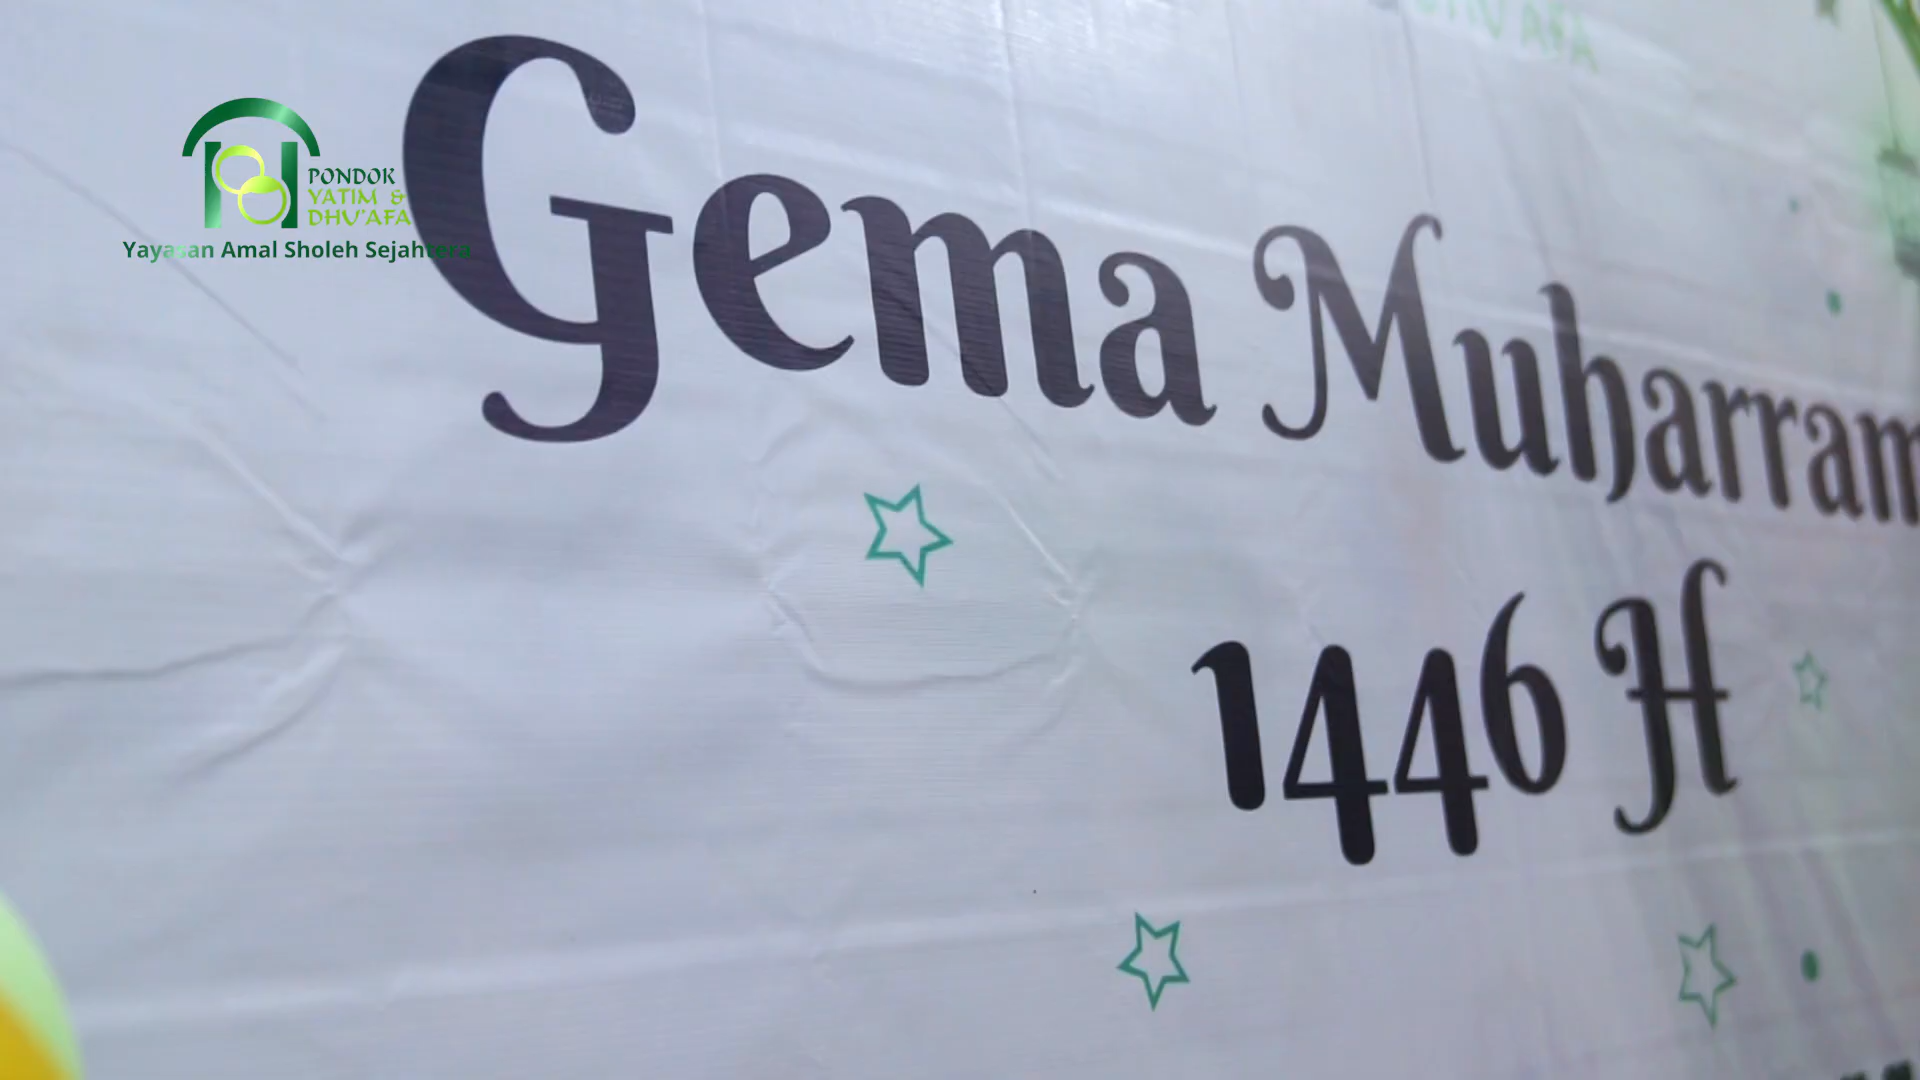 PONDOK
YATIM &
DHU'AFA
Yayasan Amal Sholeh Sejahtera
Gema Muharram
1446 H